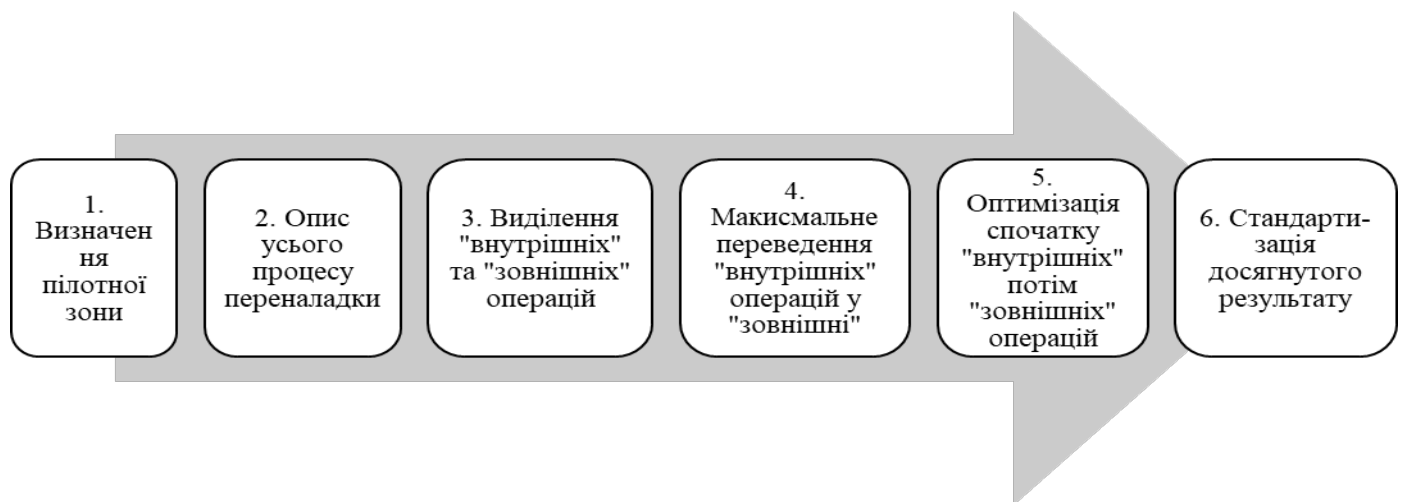 1.
Визначен
ня
пілотної
зони
2. Опис
усього
процесу
переналадки
3. Виділення
"внутрішніх"
та "зовнішніх"
операцій
4.
Макисмальне
переведення
"внутрішніх"
операцій у
"зовнішні"
5.
Оптимізація
спочатку
"внутрішніх"
потім
"зовнішніх"
операцій
6. Стандарти-
зація
досягнутого
результату